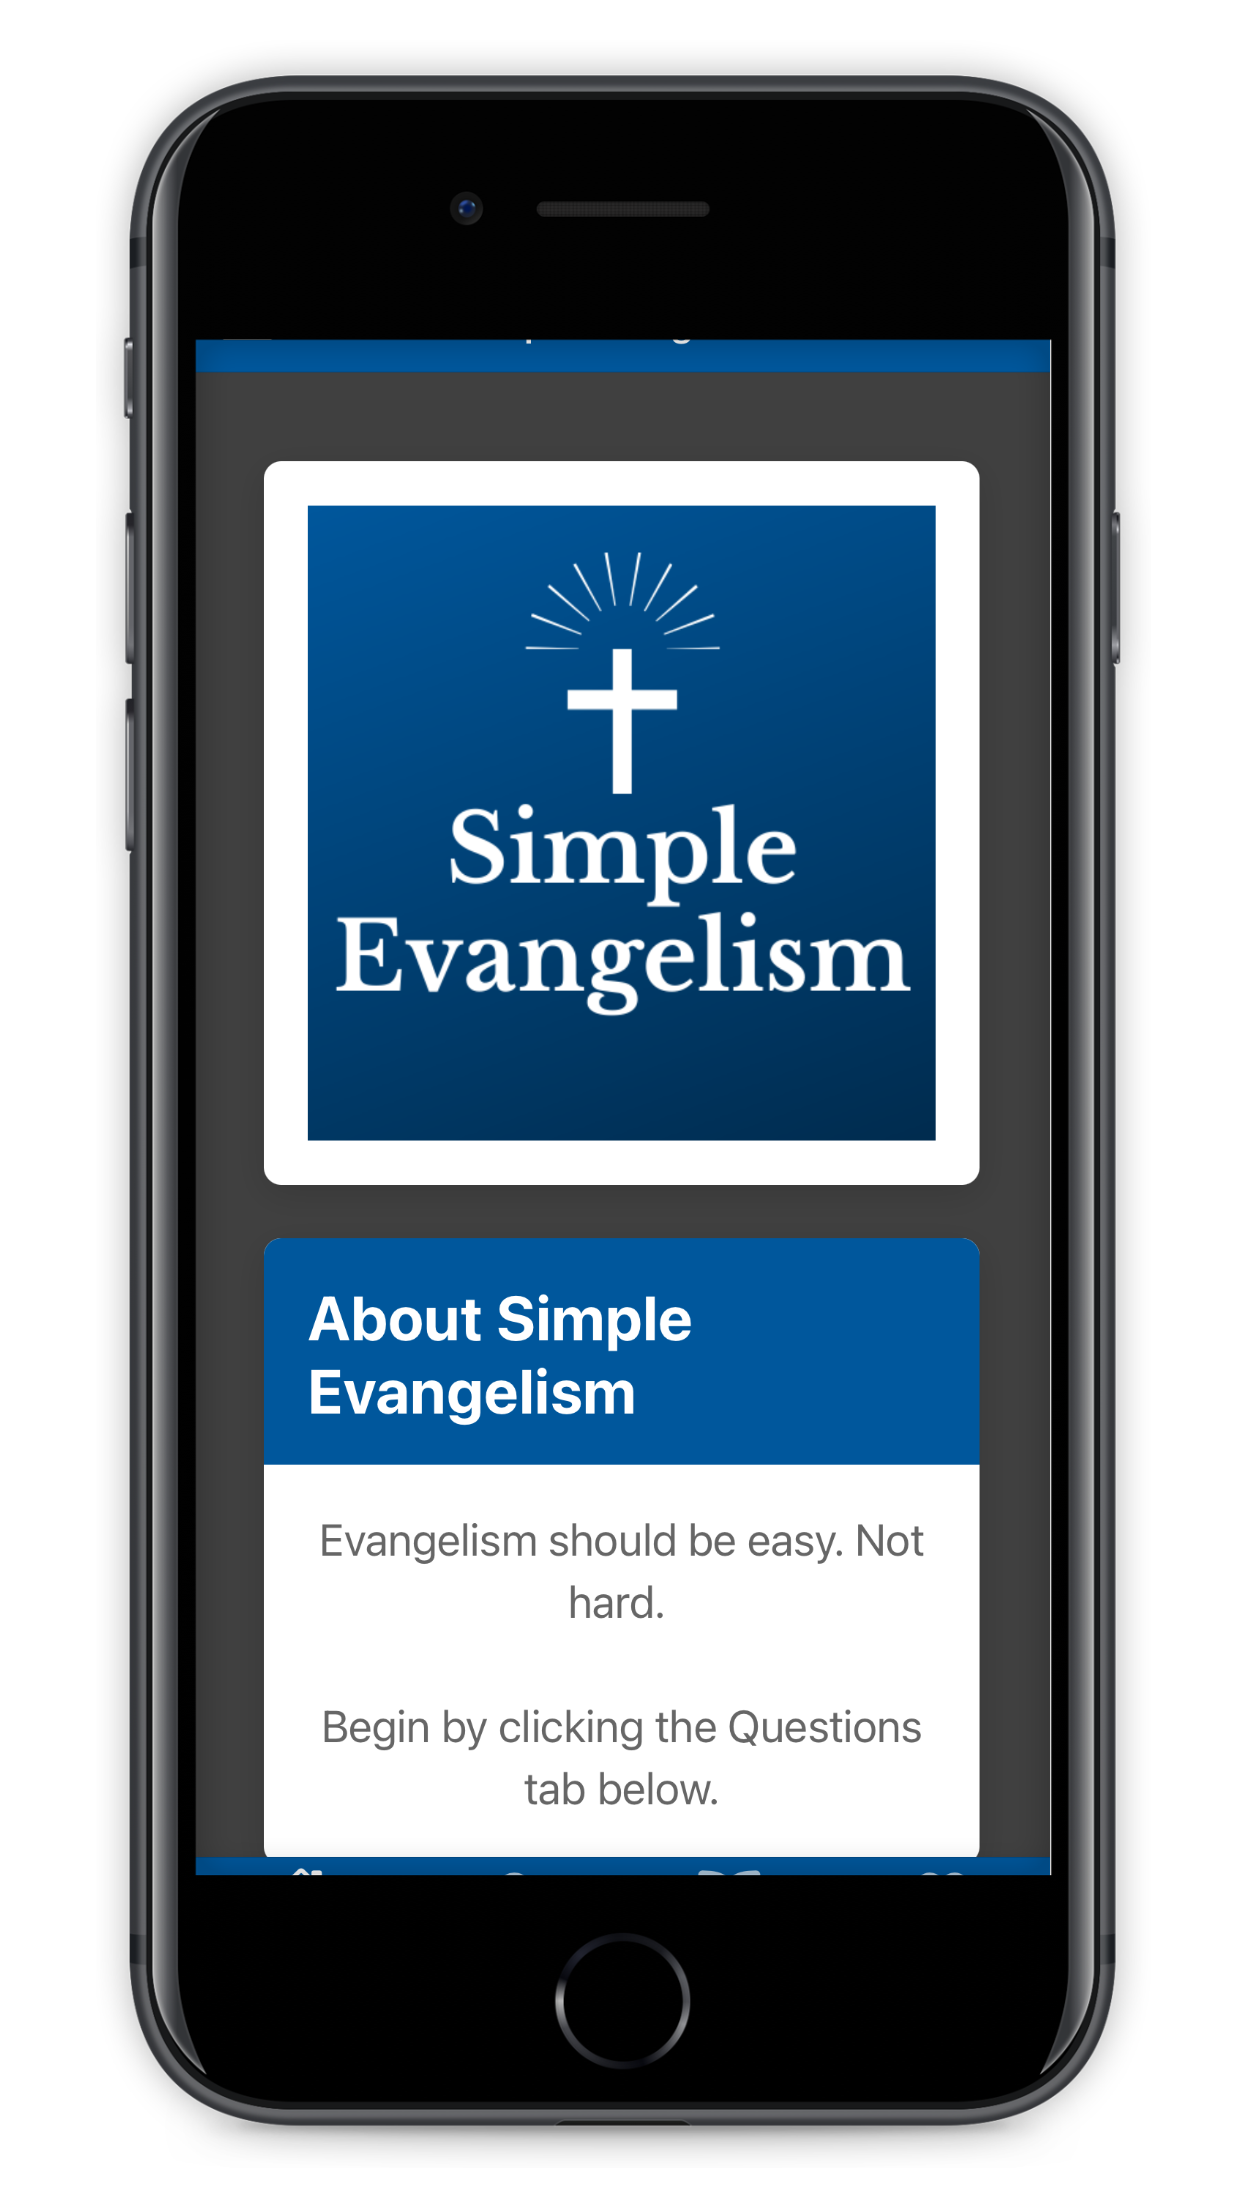 Simple
Evangelism
About Simple
Evangelism
Evangelism should be easy. Not
hard.
Begin by clicking the Questions
tab below.